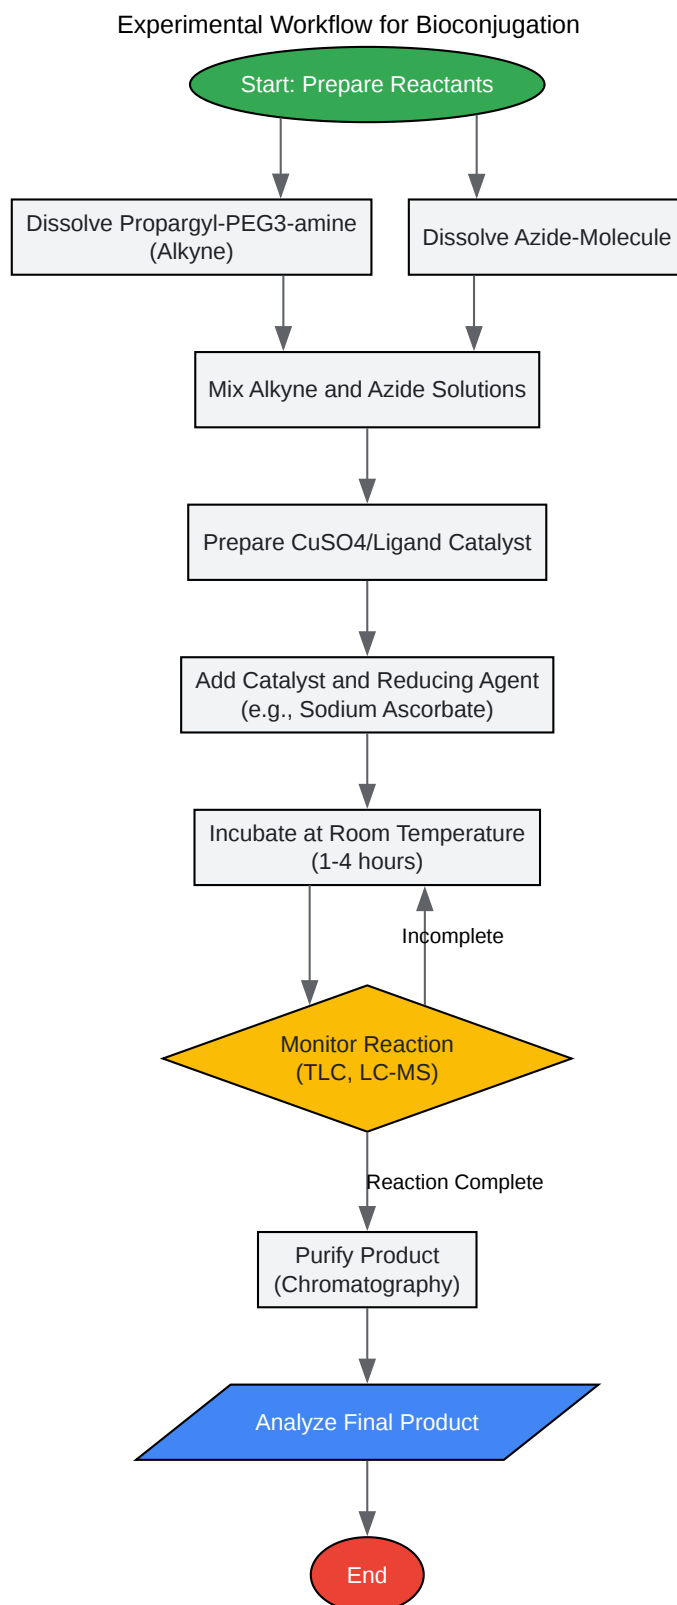 Experimental Workflow for Bioconjugation
Start: Prepare Reactants
Dissolve Propargyl-PEG3-amine
(Alkyne)
Dissolve Azide-Molecule
Mix Alkyne and Azide Solutions
Prepare CuSO4/Ligand Catalyst
Add Catalyst and Reducing Agent
(e.g., Sodium Ascorbate)
Incubate at Room Temperature
(1-4 hours)
Incomplete
Monitor Reaction
(TLC, LC-MS)
Reaction Complete
Purify Product
(Chromatography)
Analyze Final Product
End